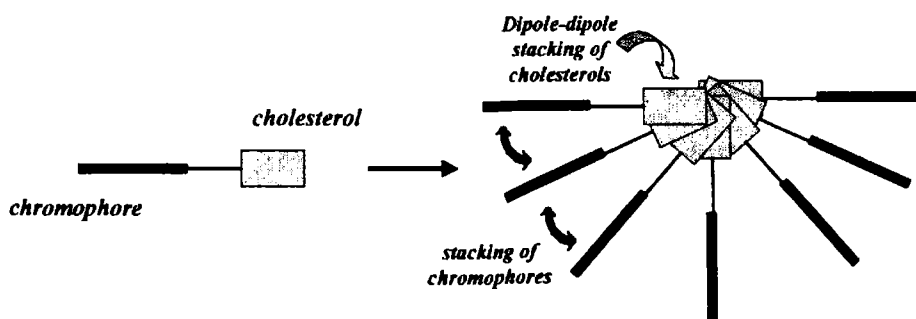 Dipole-dipole
stacking of
cholesterols
cholesterol
chromophore
stacking of
chromophores